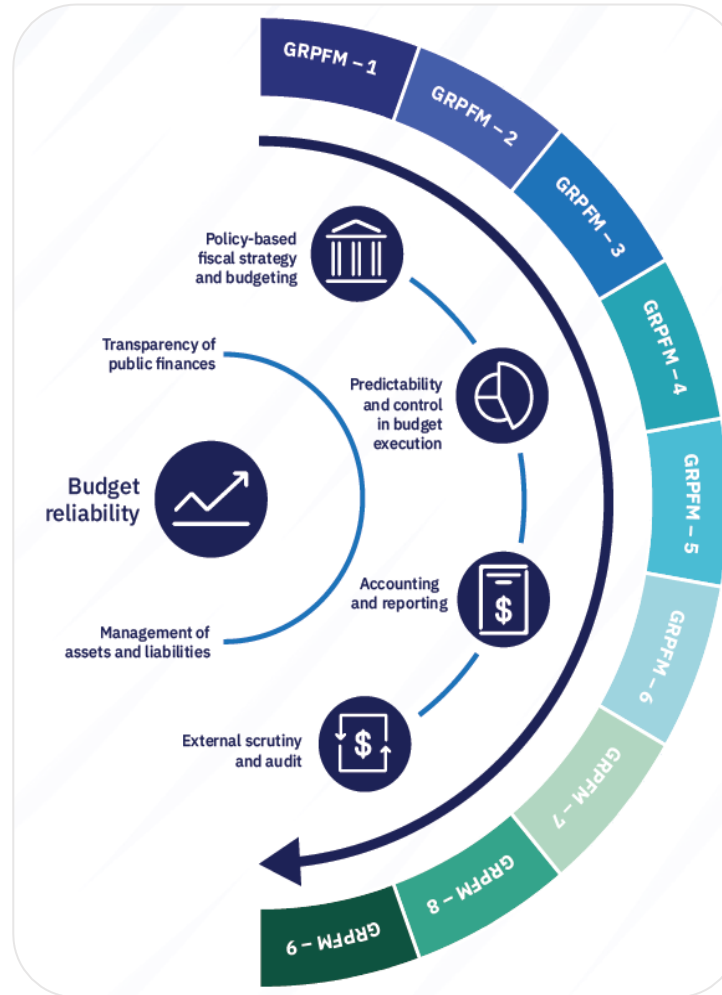 GRPFM – 1
GRPFM – 2
GRPFM – 3
GRPFM – 4
GRPFM – 5
GRPFM – 6
GRPFM – 7
GRPFM – 8
GRPFM – 9
Policy-based
fiscal strategy
and budgeting
Transparency of
public finances
Predictability
and control
in budget
execution
Budget
reliability
Accounting
and reporting
$
Management of
assets and liabilities
External scrutiny
and audit
$